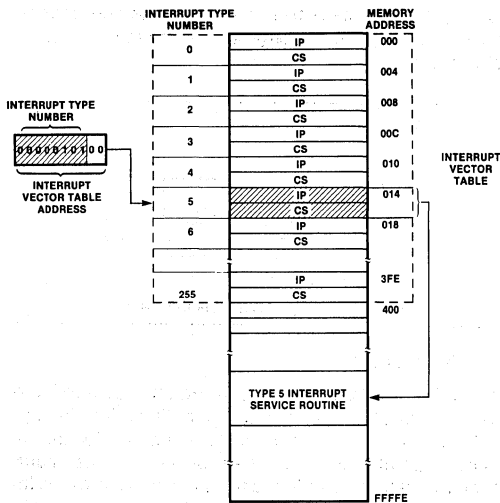 INTERRUPT TYPE
NUMBER
MEMORY
ADDRESS
0
IP
000
CS
1
IP
004
CS
2
IP
008
CS
3
IP
00C
CS
4
IP
010
CS
5
IP
014
CS
6
IP
018
CS
IP
3FE
255
CS
400
INTERRUPT TYPE
NUMBER
0000010100
INTERRUPT
VECTOR TABLE
ADDRESS
INTERRUPT
VECTOR
TABLE
TYPE 5 INTERRUPT
SERVICE ROUTINE
FFFFE